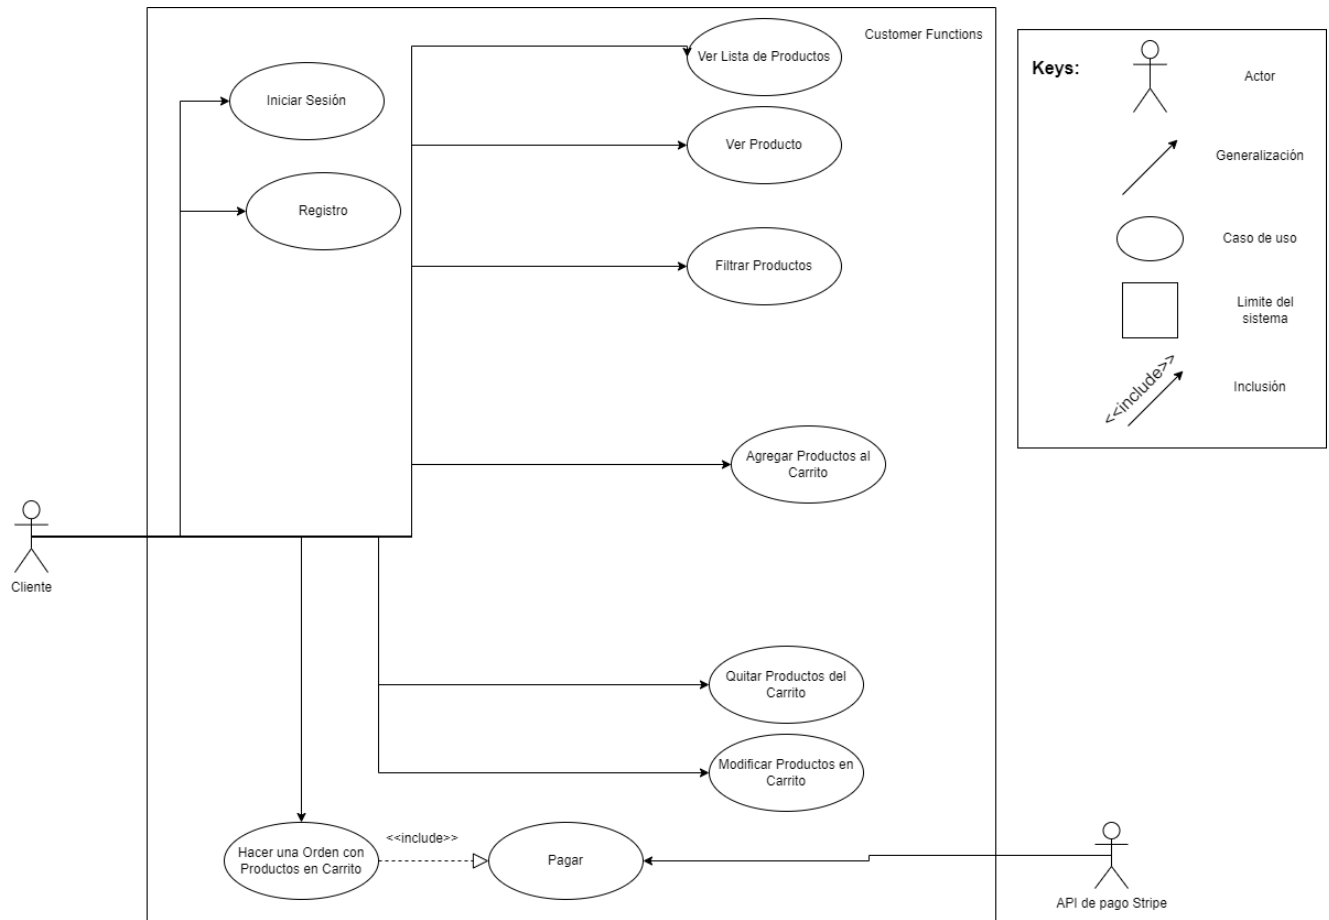 Customer Functions
Ver Lista de Productos
Iniciar Sesión
Ver Producto
Registro
Filtrar Productos
Agregar Productos al
Carrito
Cliente
Quitar Productos del
Carrito
Modificar Productos en
Carrito
Hacer una Orden con
Productos en Carrito
<<include>>
Pagar
API de pago Stripe
Keys:
Actor
Generalización
Caso de uso
Limite del
sistema
<<include>>
Inclusión